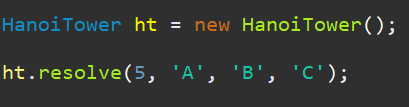 HanoiTower ht = new HanoiTower();
ht.resolve(5, 'A', 'B', 'C');